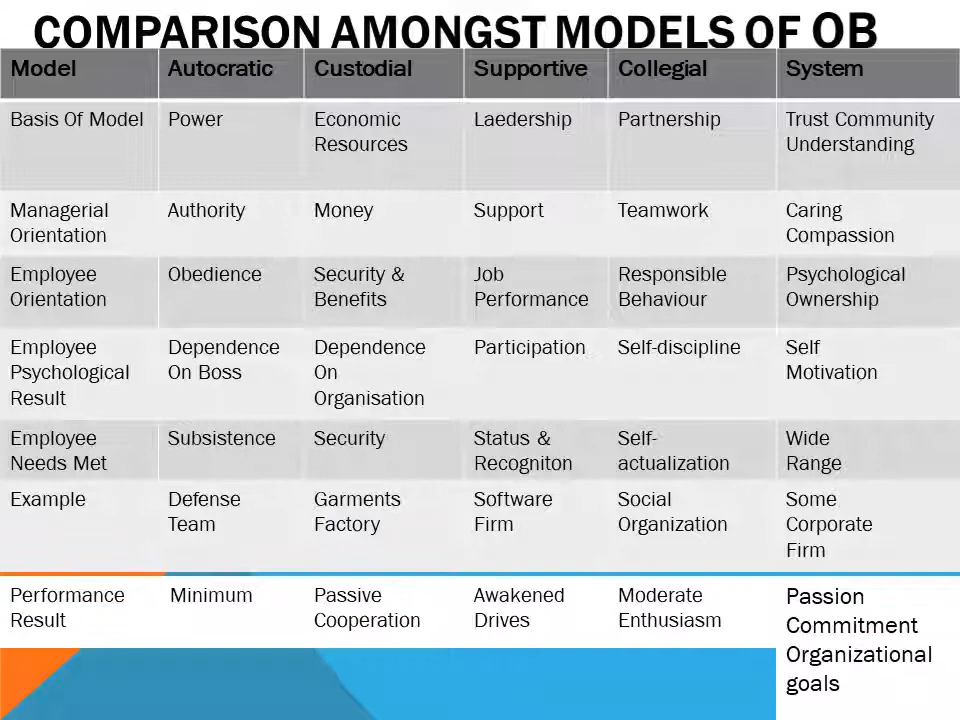 COMPARISON AMONGST MODELS OF OB
Model Autocratic Custodial Supportive Collegial System
Basis Of Model Power Economic Laedership Partnership Trust Community
Resources Understanding
Managerial Authority Money Support Teamwork Caring
Orientation Compassion
Employee Obedience Security & Job Responsible Psychological
Orientation Benefits Performance Behaviour Ownership
Employee Dependence Dependence Participation Self-discipline Self
Psychological On Boss On Motivation
Result Organisation
Employee Subsistence Security Status & Self- Wide
Needs Met Recogniton actualization Range
Example Defense Garments Software Social Some
Team Factory Firm Organization Corporate
Firm
Performance Minimum Passive Awakened Moderate Passion
Result Cooperation Drives Enthusiasm Commitment
Organizational
goals